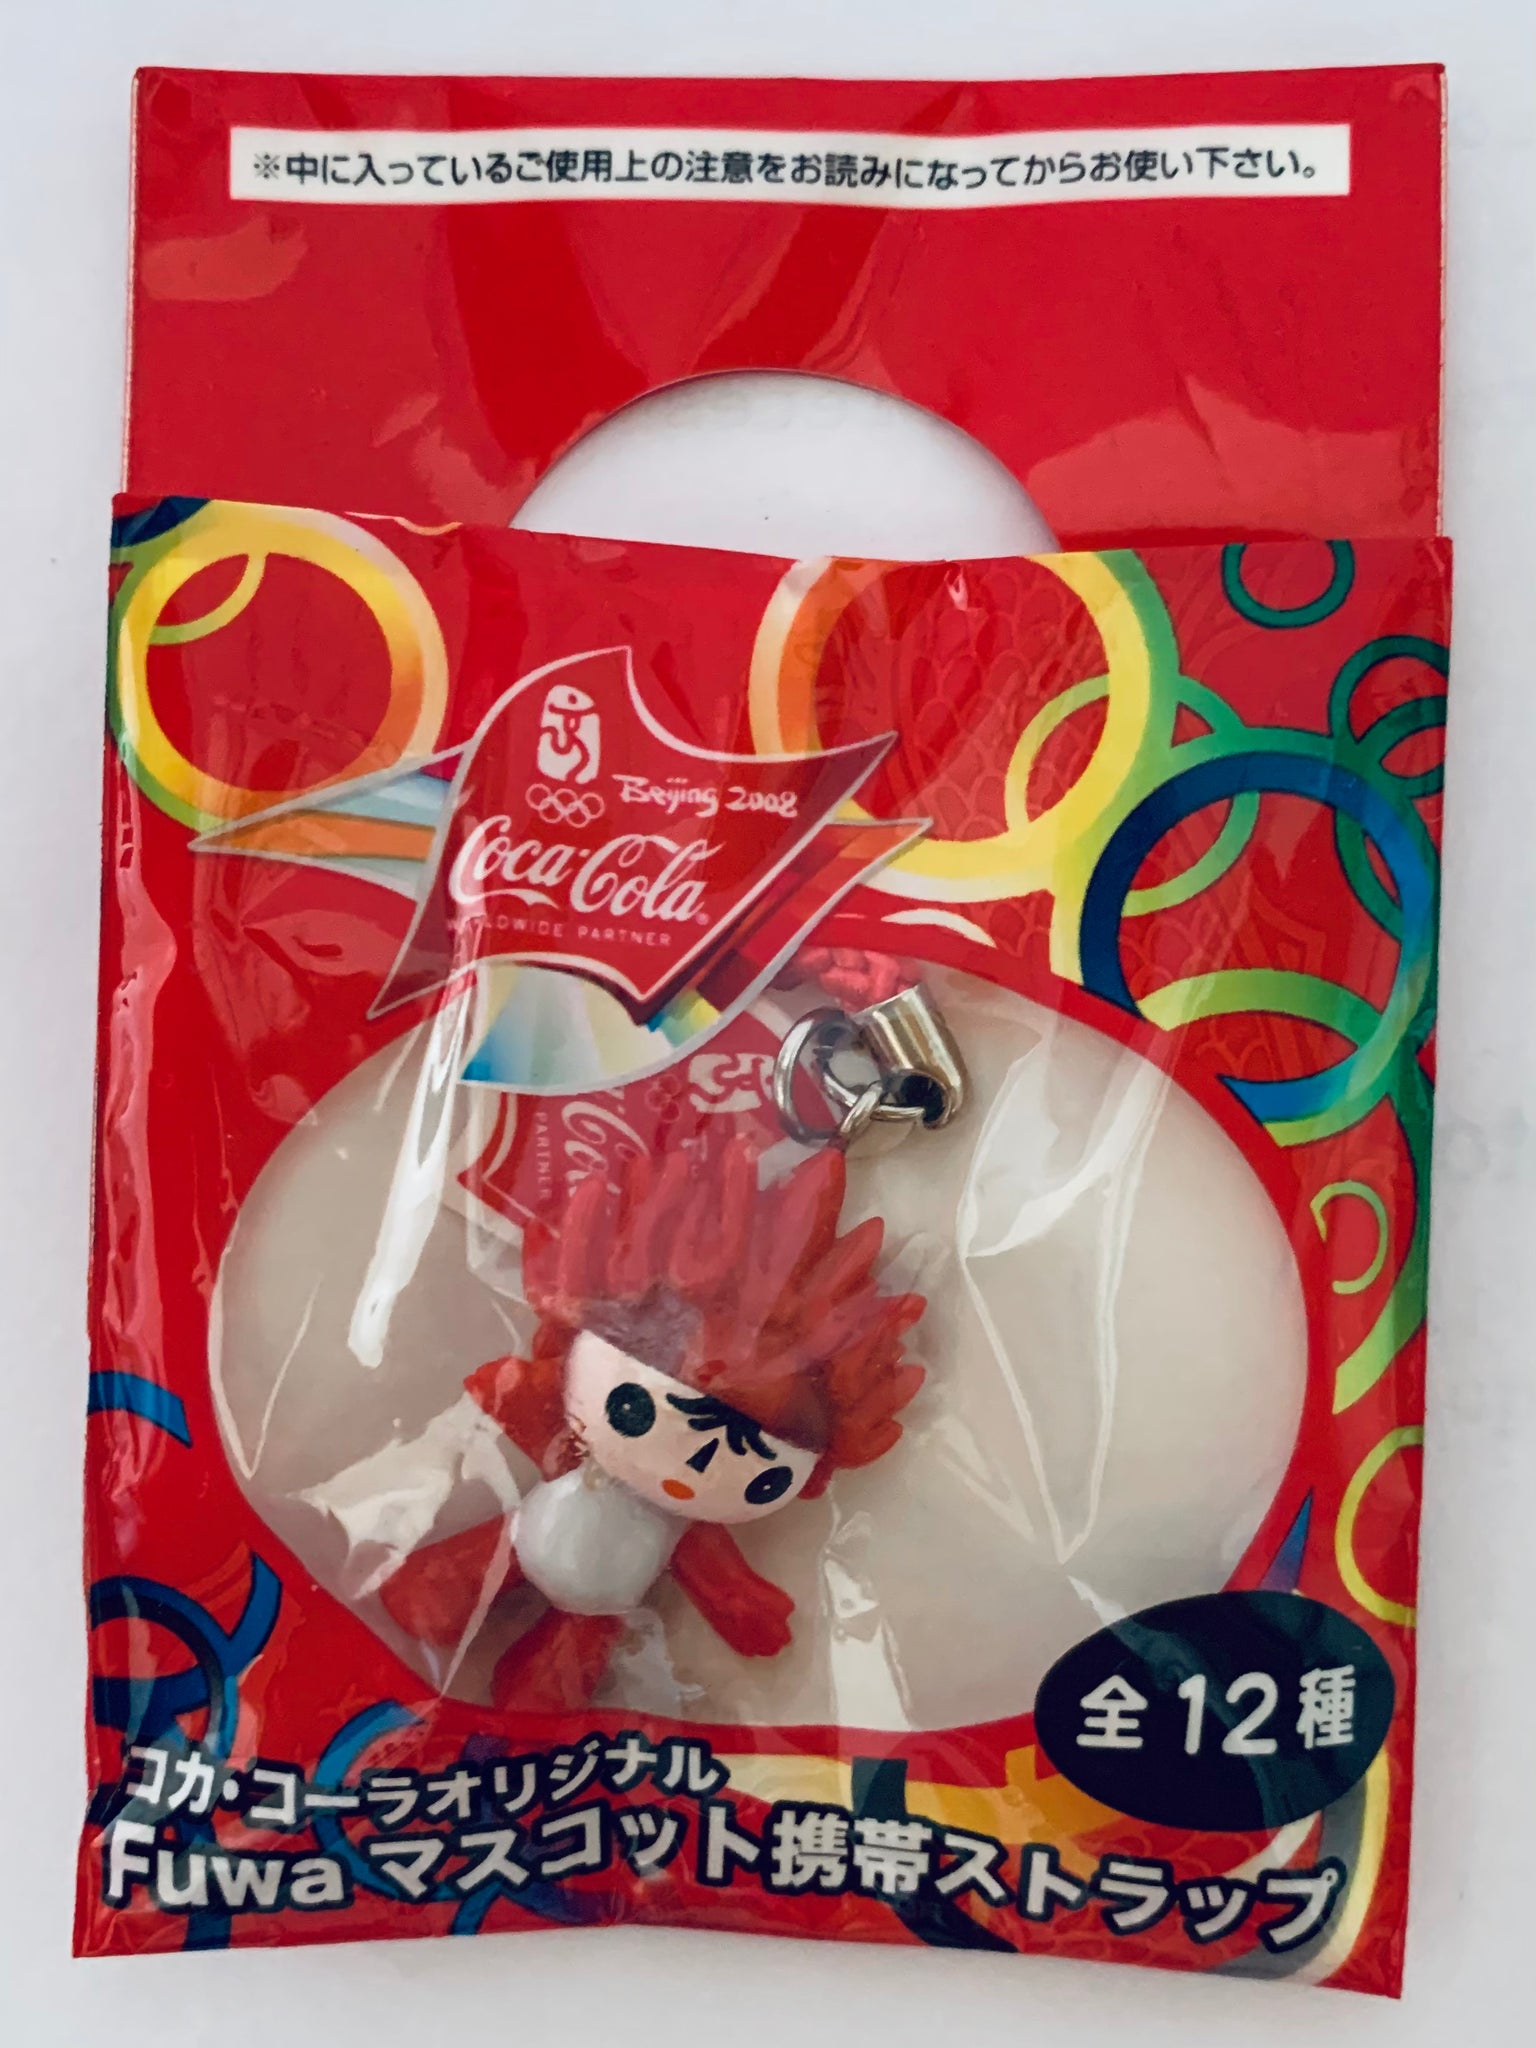 ※中に入っているご使用上の注意をお読みになってからお使い下さい。
Beijing 2008
Coca-Cola®
WORLDWIDE PARTNER
PARTNER
全12種
コカ・コーラオリジナル
Fuwa マスコット携帯ストラップ